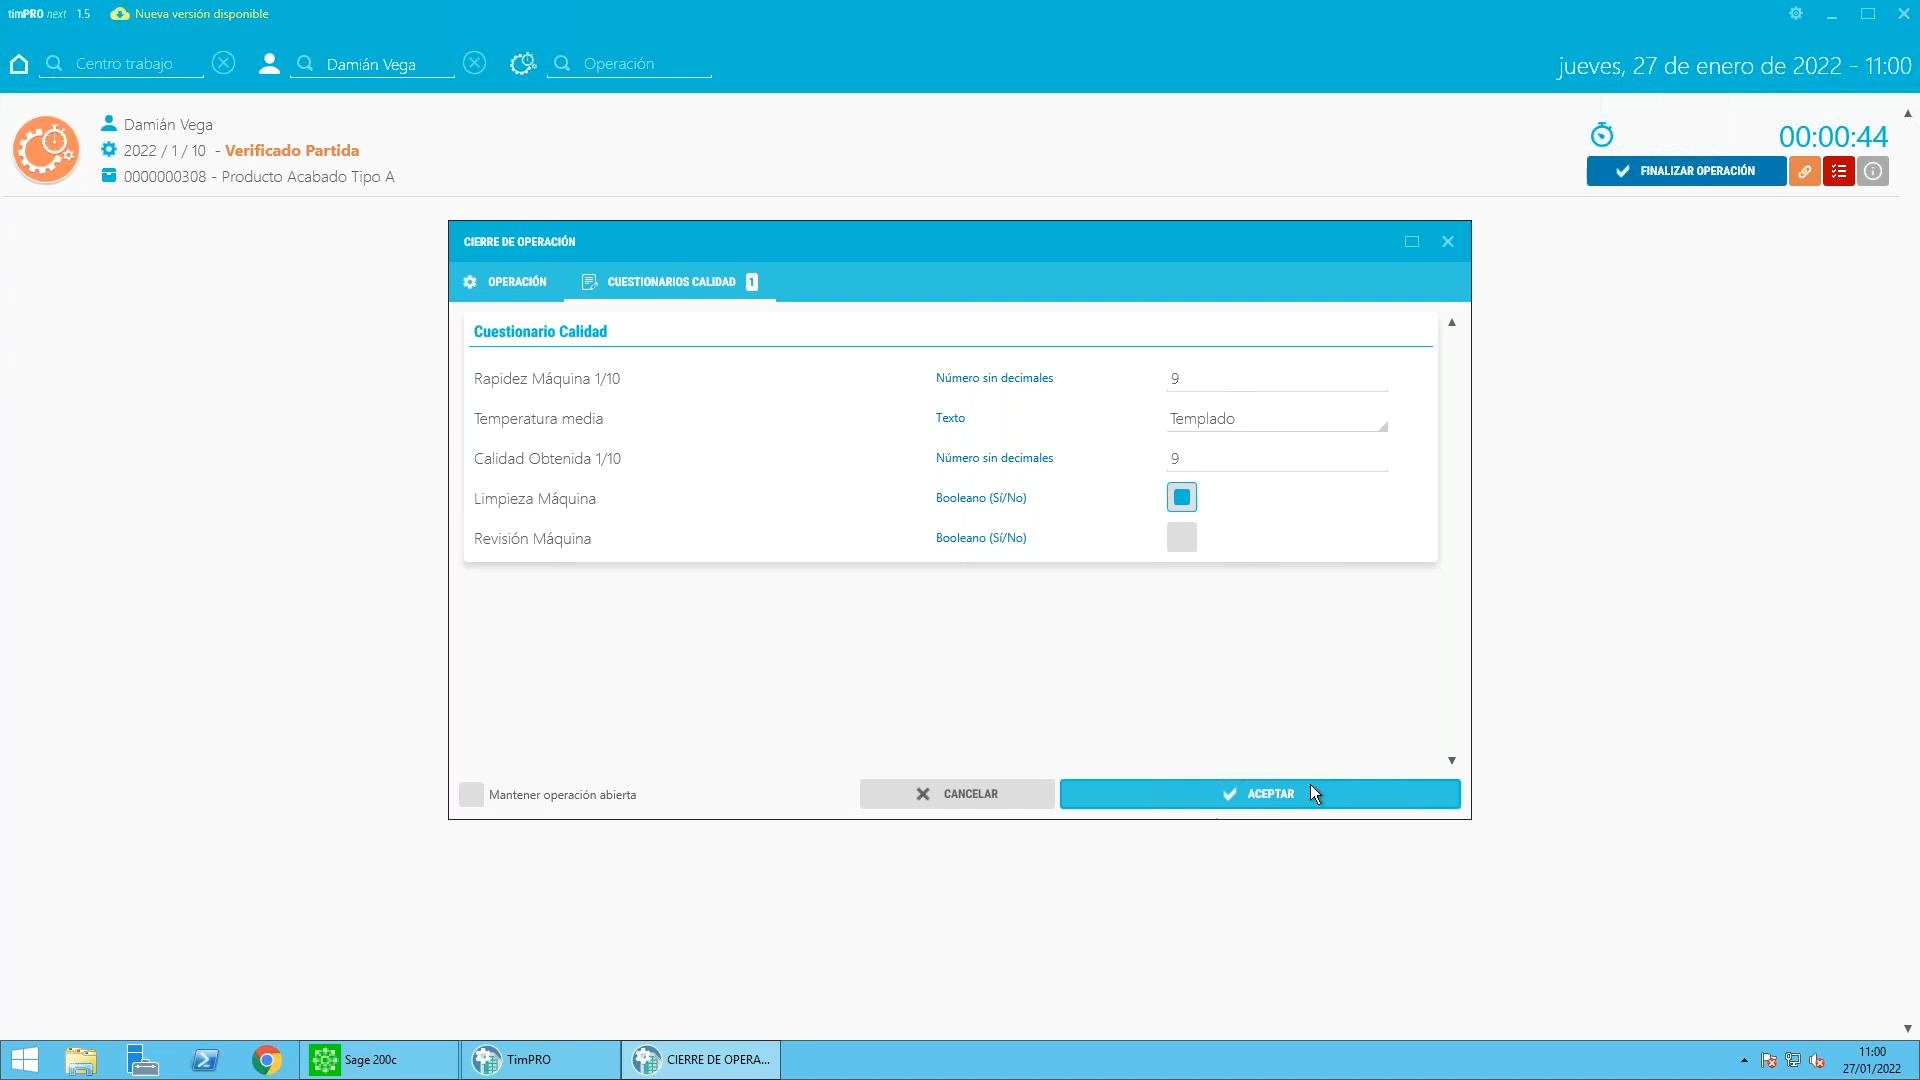 timPRO next 1.5 Nueva versión disponible
Centro trabajo Damián Vega Operación jueves, 27 de enero de 2022 - 11:00
Damián Vega
2022 / 1 / 10 - Verificado Partida
0000000308 - Producto Acabado Tipo A
00:00:44
FINALIZAR OPERACIÓN
CIERRE DE OPERACIÓN
OPERACIÓN CUESTIONARIOS CALIDAD 1
Cuestionario Calidad
Rapidez Máquina 1/10 Número sin decimales 9
Temperatura media Texto Templado
Calidad Obtenida 1/10 Número sin decimales 9
Limpieza Máquina Booleano (Sí/No)
Revisión Máquina Booleano (Sí/No)
Mantener operación abierta CANCELAR ACEPTAR
Sage 200c TimPRO CIERRE DE OPERA... 11:00
27/01/2022